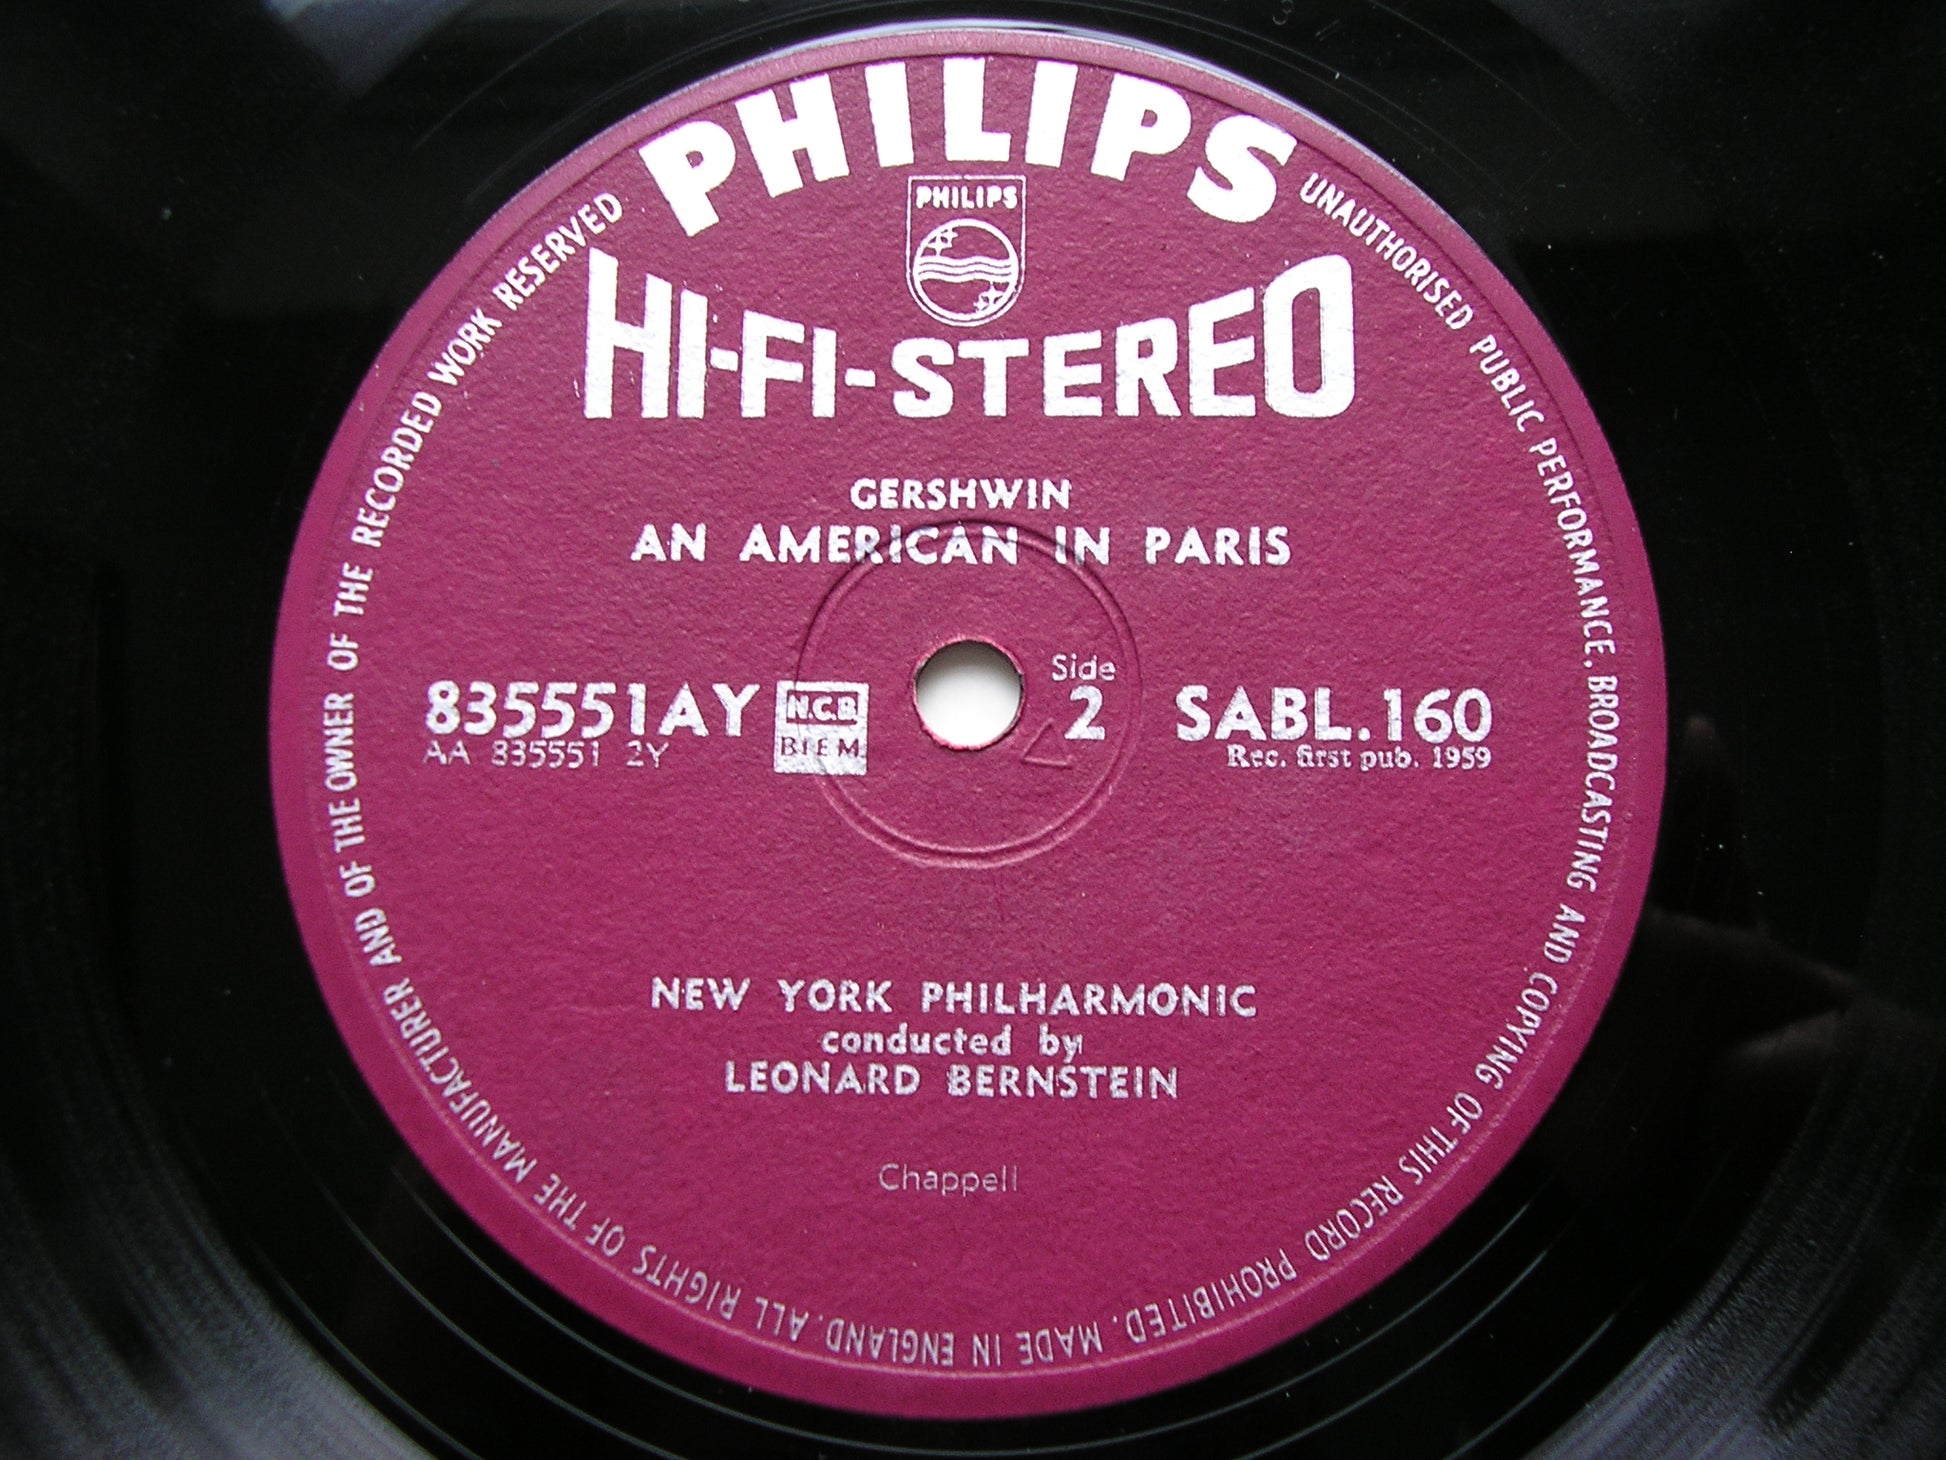 PHILIPS
PHILIPS
HI-FI-STEREO
GERSHWIN
AN AMERICAN IN PARIS
835551AY
AA 835551 2Y
N.C.B.
BIEM
Side
2
SABL.160
Rec. first pub. 1959
NEW YORK PHILHARMONIC
conducted by
LEONARD BERNSTEIN
Chappell
UNAUTHORISED PUBLIC PERFORMANCE, BROADCASTING AND COPYING OF THIS RECORD PROHIBITED. MADE IN ENGLAND. ALL RIGHTS OF THE MANUFACTURER AND OF THE OWNER OF THE RECORDED WORK RESERVED